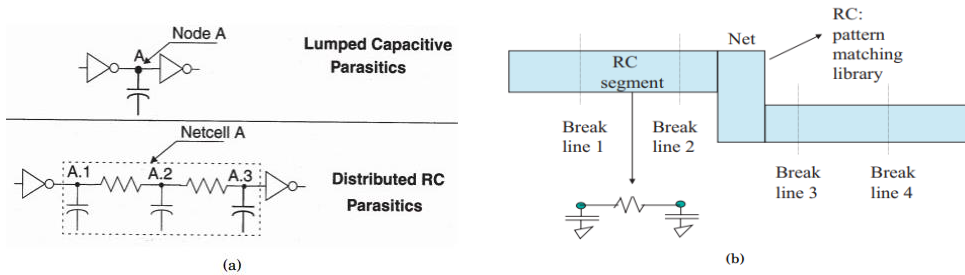 Node A
A
Lumped Capacitive
Parasitics
Netcell A
A.1
A.2
A.3
Distributed RC
Parasitics
(a)
RC:
pattern
matching
library
Net
RC
segment
Break
line 1
Break
line 2
Break
line 3
Break
line 4
(b)